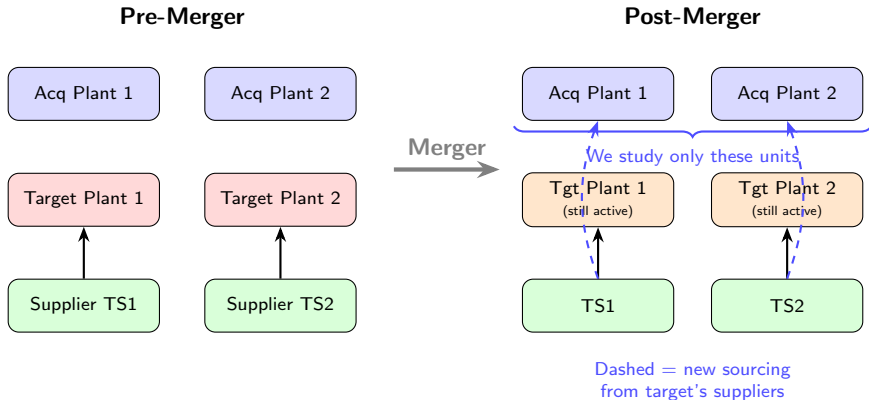 Pre-Merger
Post-Merger
Acq Plant 1
Acq Plant 2
Acq Plant 1
Acq Plant 2
Merger
We study only these units
Target Plant 1
Target Plant 2
Tgt Plant 1
(still active)
Tgt Plant 2
(still active)
Supplier TS1
Supplier TS2
TS1
TS2
Dashed = new sourcing
from target's suppliers